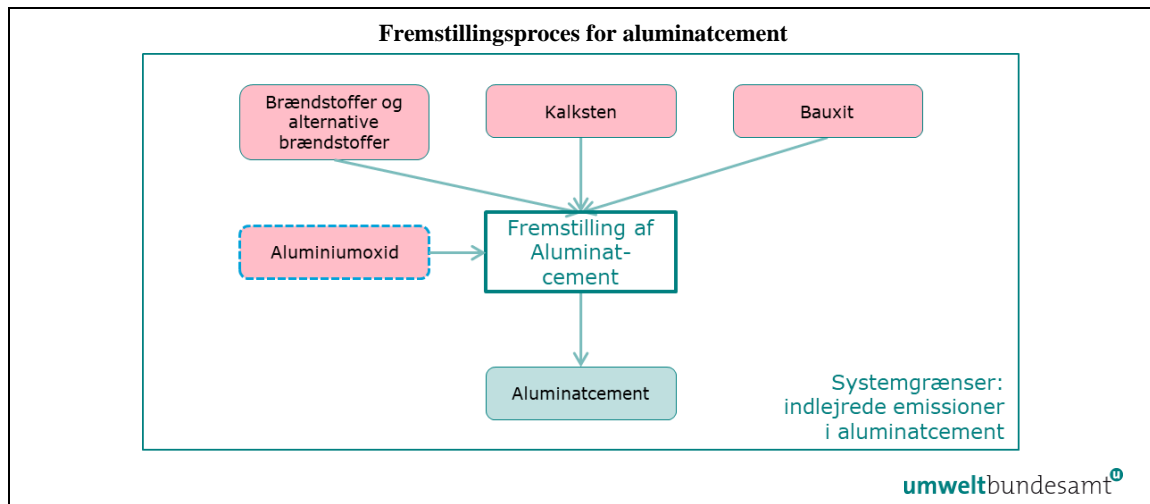 Fremstillingsproces for aluminatcement
Brændstoffer og
alternative
brændstoffer
Kalksten
Bauxit
Aluminiumoxid
Fremstilling af
Aluminat-
cement
Aluminatcement
Systemgrænser:
indlejrede emissioner
i aluminatcement
umweltbundesamt u